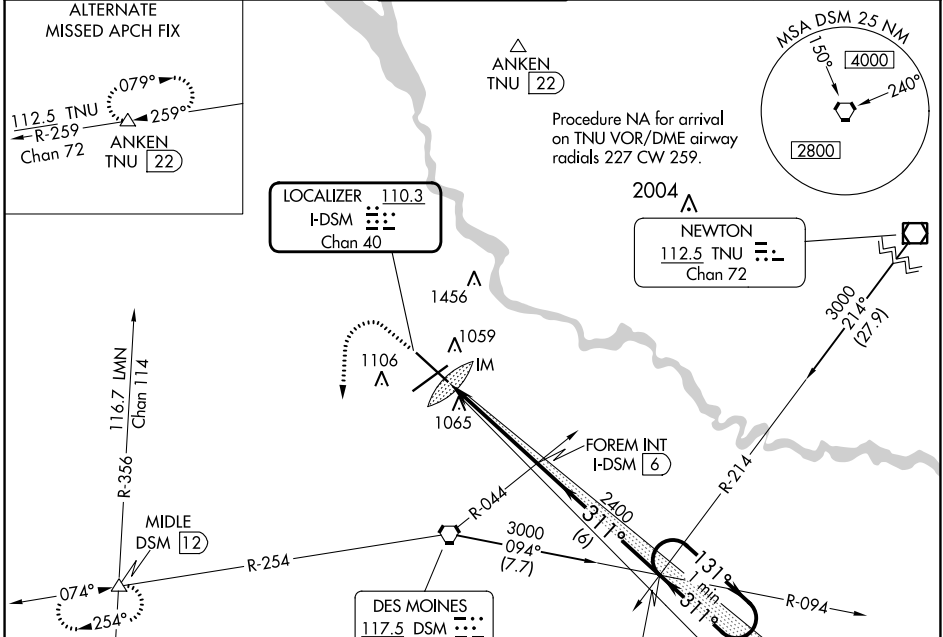 ALTERNATE
MISSED APCH FIX
079°
259°
112.5 TNU
R-259
Chan 72
ANKEN
TNU 22
ANKEN
TNU 22
MSA DSM 25 NM
150°
4000
240°
2800
Procedure NA for arrival
on TNU VOR/DME airway
radials 227 CW 259.
2004
LOCALIZER 110.3
I-DSM
Chan 40
NEWTON
112.5 TNU
Chan 72
3000
214°
(27.9)
1456
1059
1106
IM
1065
116.7 LMN
Chan 114
R-356
FOREM INT
I-DSM 6
R-214
R-044
2400
311°
(6)
MIDLE
DSM 12
R-254
3000
094°
(7.7)
131°
1 min
311°
R-094
074°
254°
DES MOINES
117.5 DSM